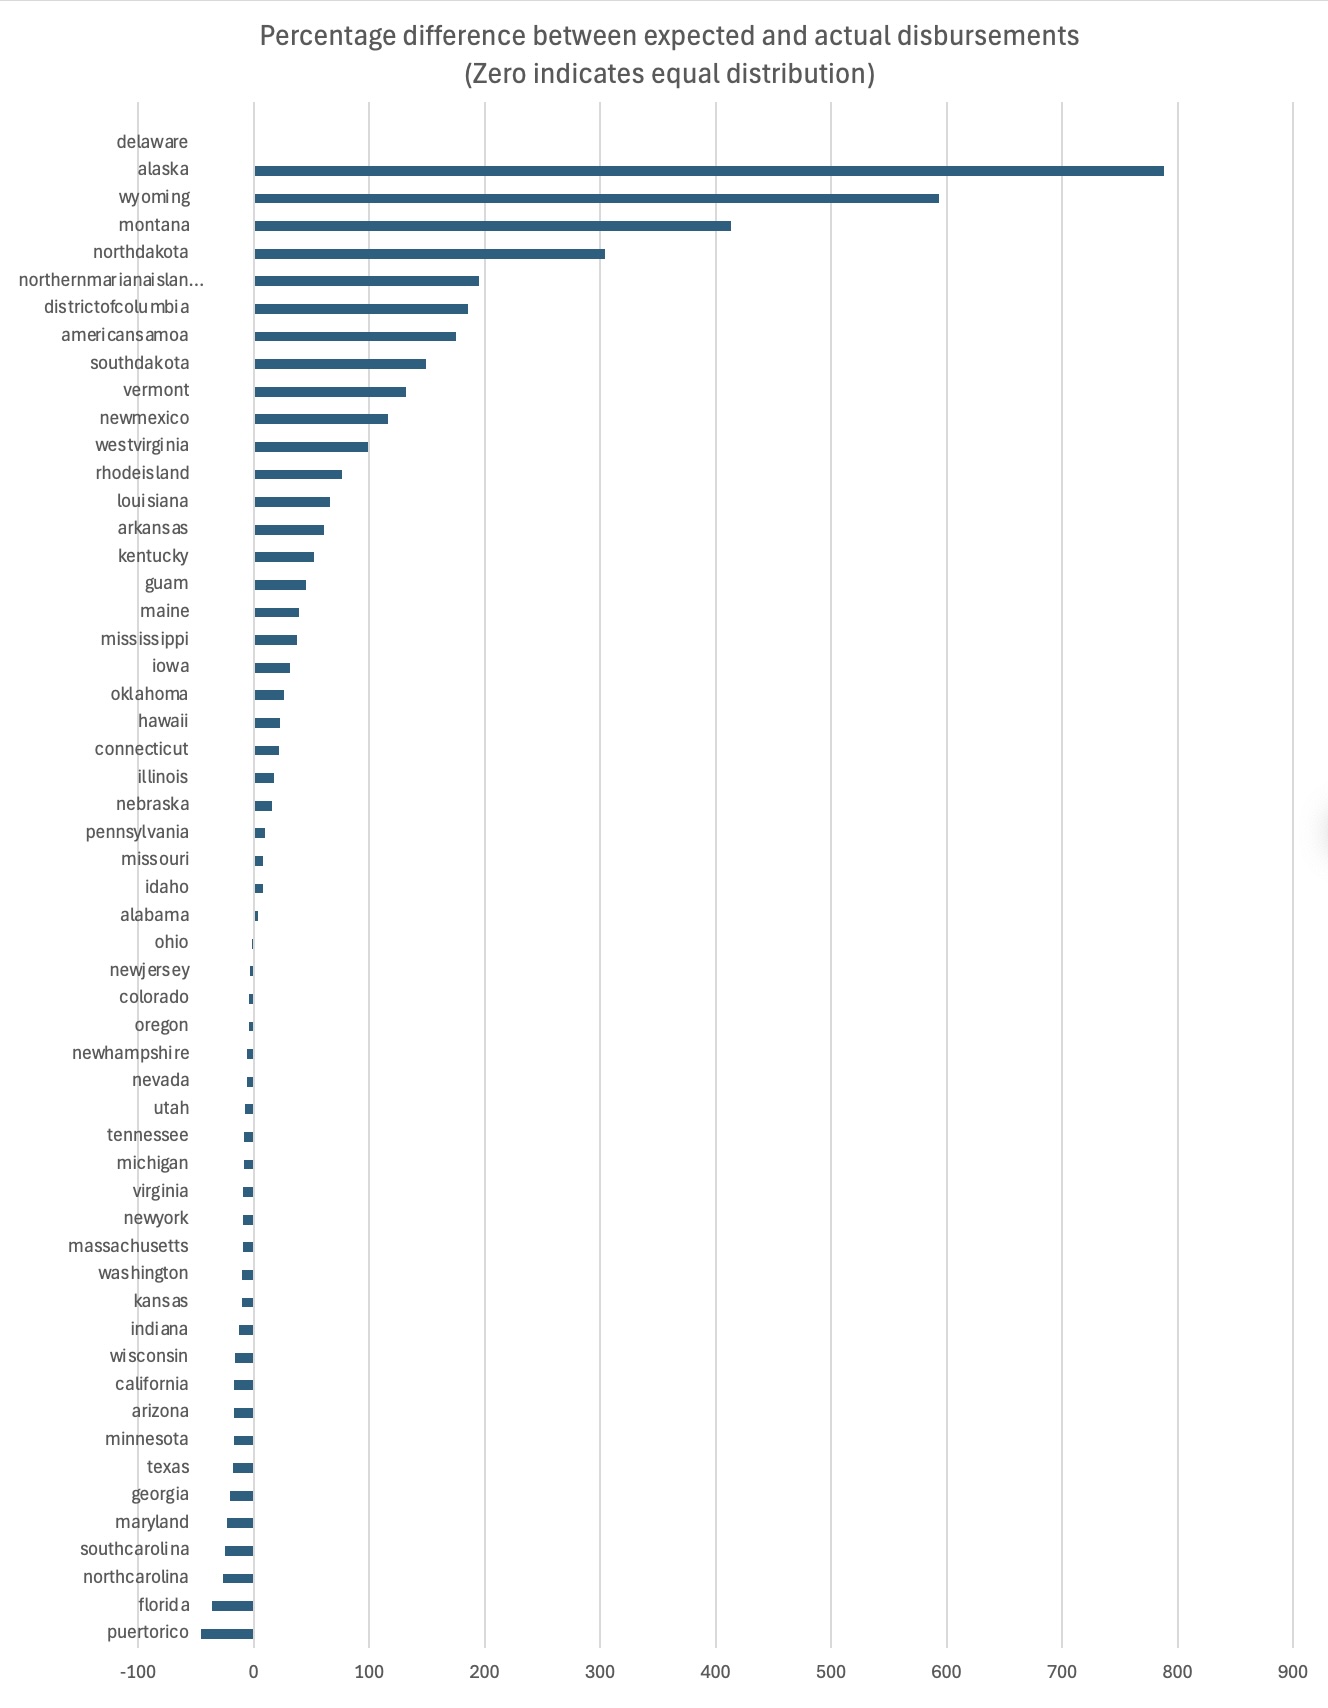 Percentage difference between expected and actual disbursements
(Zero indicates equal distribution)
delaware
alaska
wyoming
montana
northdakota
northernmarianaislan...
districtofcolumbia
americansamoa
southdakota
vermont
newmexico
westvirginia
rhodeisland
louisiana
arkansas
kentucky
guam
maine
mississippi
iowa
oklahoma
hawaii
connecticut
illinois
nebraska
pennsylvania
missouri
idaho
alabama
ohio
newjersey
colorado
oregon
newhampshire
nevada
utah
tennessee
michigan
virginia
newyork
massachusetts
washington
kansas
indiana
wisconsin
california
arizona
minnesota
texas
georgia
maryland
southcarolina
northcarolina
florida
puertorico
-100 0 100 200 300 400 500 600 700 800 900